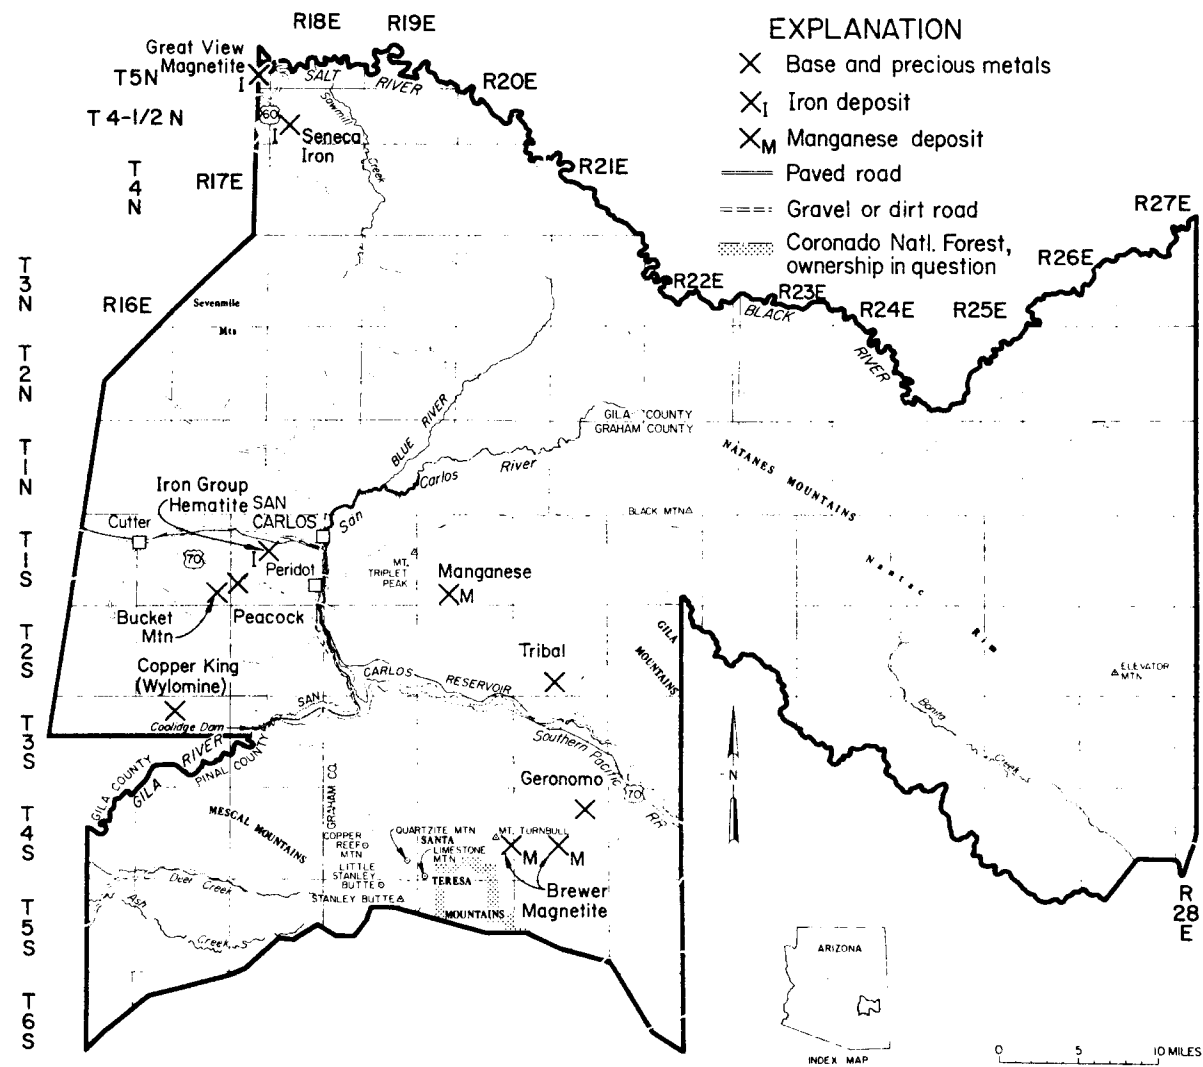 R18E
R19E
EXPLANATION
Great View
Magnetite
I
T5N
SALT
RIVER
R20E
Base and precious metals
I Iron deposit
M Manganese deposit
Paved road
Gravel or dirt road
Coronado Natl. Forest,
ownership in question
T 4-1/2 N
60
I
Seneca
Iron
Sawmill
Creek
T
4
N
R17E
R21E
R27E
R26E
T
3
N
R16E
Sevenmile
Mts
R22E
R23E
BLACK
RIVER
R24E
R25E
T
2
N
BLUE RIVER
GILA COUNTY
GRAHAM COUNTY
T
1
N
Carlos
River
San
NATANES MOUNTAINS
Iron Group
Hematite
SAN
CARLOS
BLACK MTN
Cutter
T
1
S
70
I
Peridot
MT.
TRIPLET
PEAK
Manganese
M
Nantac
Rim
Bucket
Mtn
Peacock
T
2
S
GILA
MOUNTAINS
Tribal
Copper King
(Wylomine)
CARLOS
RESERVOIR
SAN
ELEVATOR
MTN
Coolidge Dam
T
3
S
Bonita
Creek
GILA COUNTY
GILA
RIVER
PINAL COUNTY
Southern Pacific
RR
70
N
Geronomo
T
4
S
MESCAL MOUNTAINS
GRAHAM CO.
COPPER
REEF
MTN
QUARTZITE MTN
SANTA
LIMESTONE
MTN
MT. TURNBULL
M
M
LITTLE
STANLEY
BUTTE
TERESA
Deer Creek
STANLEY BUTTE
Brewer
Magnetite
MOUNTAINS
Ash
Creek
T
5
S
R
28
E
ARIZONA
T
6
S
INDEX MAP
0 5 10 MILES